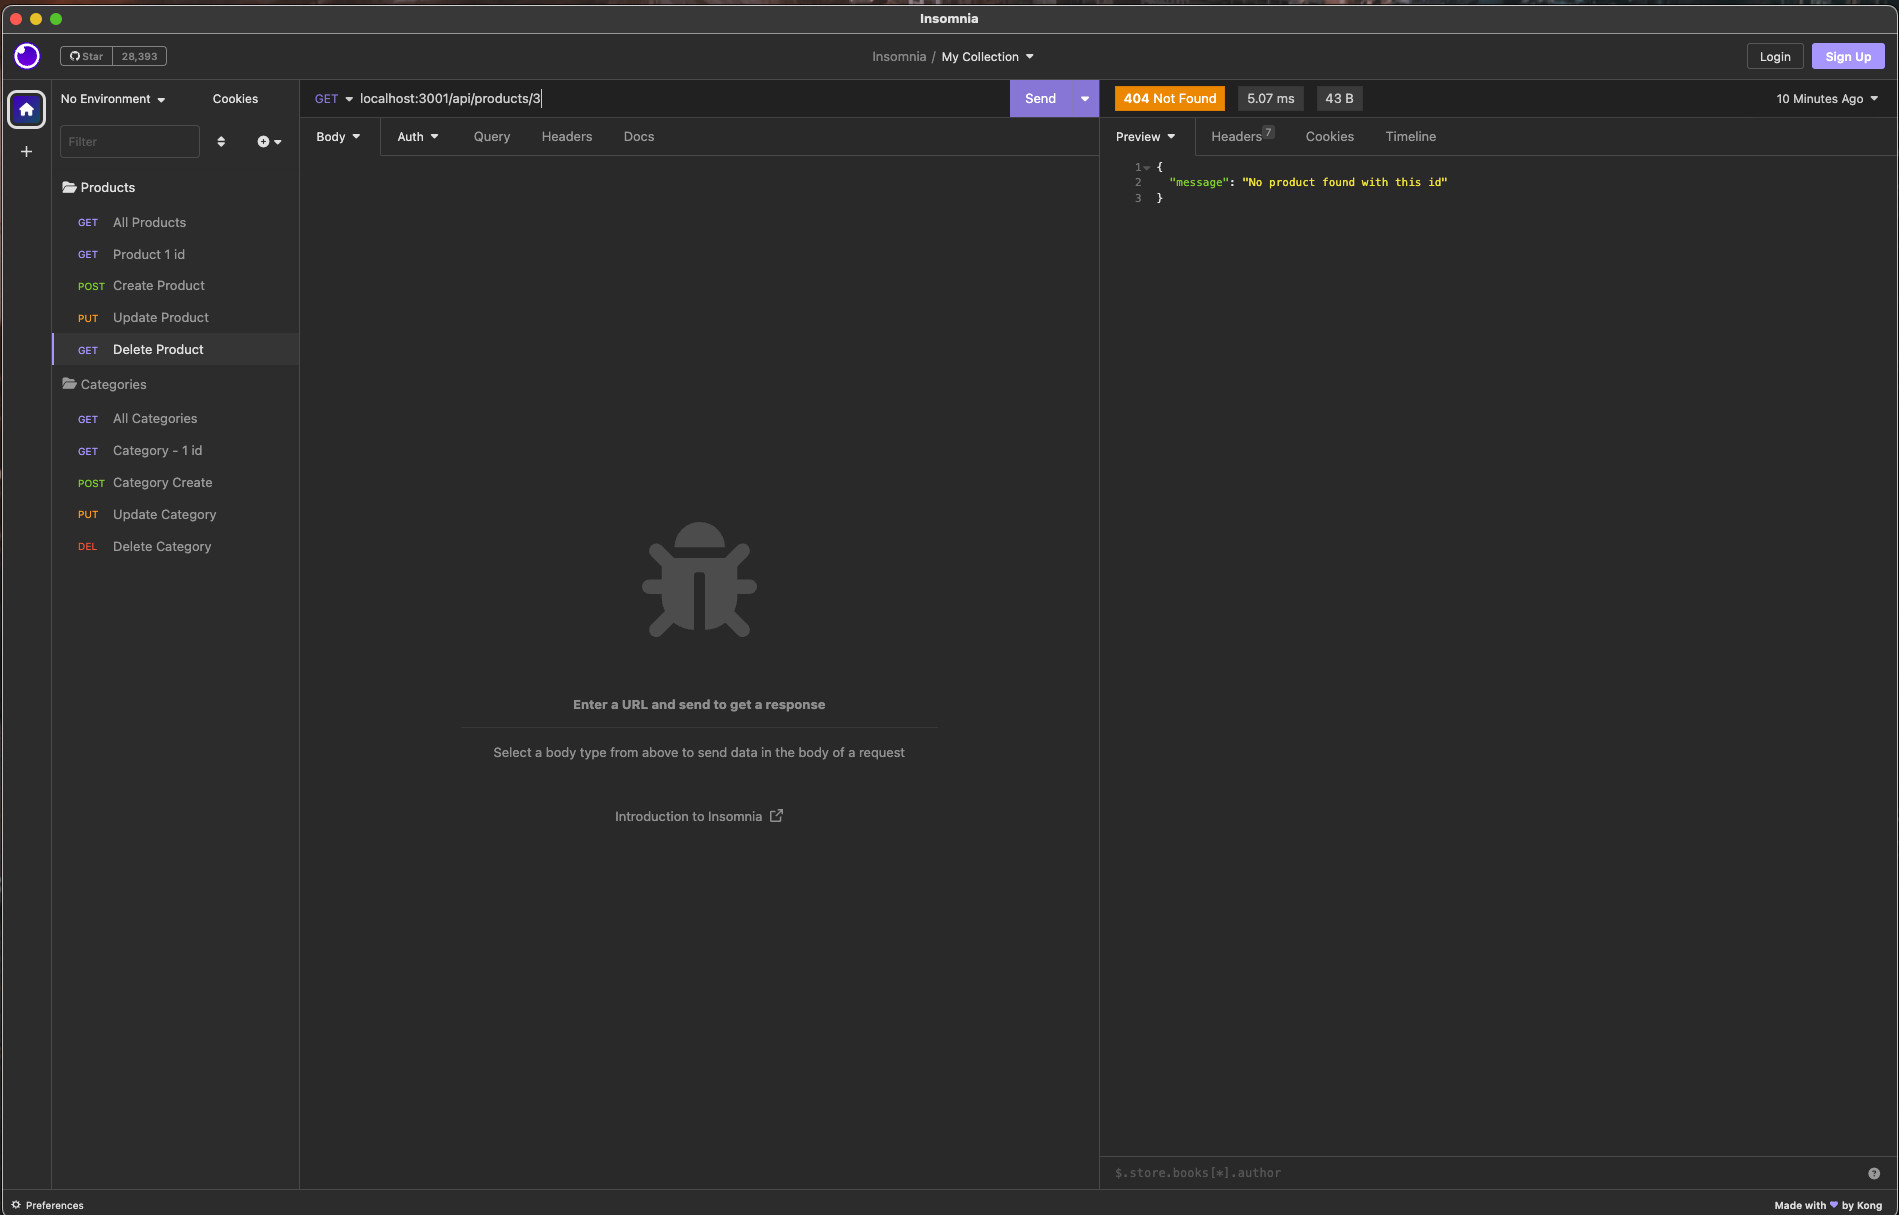 Insomnia
Star 28,393
Insomnia / My Collection
Login Sign Up
No Environment Cookies
Filter
Products
GET All Products
GET Product 1 id
POST Create Product
PUT Update Product
GET Delete Product
Categories
GET All Categories
GET Category - 1 id
POST Category Create
PUT Update Category
DEL Delete Category
GET localhost:3001/api/products/3 Send
Body Auth Query Headers Docs
Enter a URL and send to get a response
Select a body type from above to send data in the body of a request
Introduction to Insomnia
404 Not Found 5.07 ms 43 B 10 Minutes Ago
Preview Headers 7 Cookies Timeline
1 {
2 "message": "No product found with this id"
3 }
$.store.books[*].author
?
Preferences
Made with by Kong